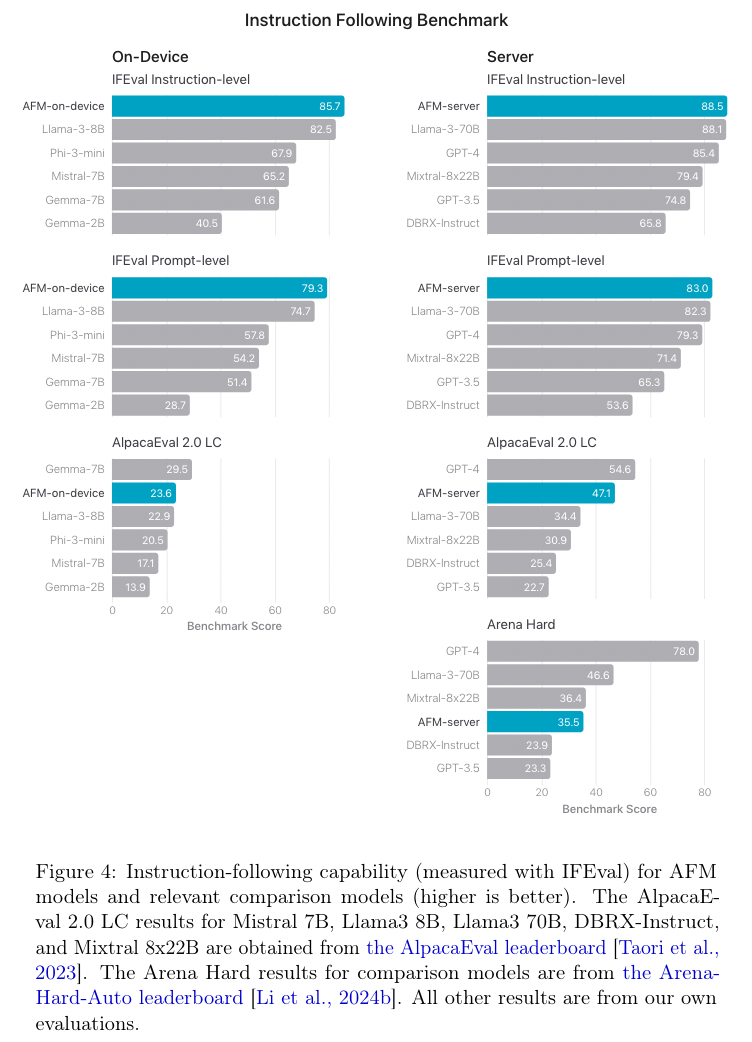 Instruction Following Benchmark
On-Device
IFEval Instruction-level
AFM-on-device 85.7
Llama-3-8B 82.5
Phi-3-mini 67.9
Mistral-7B 65.2
Gemma-7B 61.6
Gemma-2B 40.5
IFEval Prompt-level
AFM-on-device 79.3
Llama-3-8B 74.7
Phi-3-mini 57.8
Mistral-7B 54.2
Gemma-7B 51.4
Gemma-2B 28.7
AlpacaEval 2.0 LC
Gemma-7B 29.5
AFM-on-device 23.6
Llama-3-8B 22.9
Phi-3-mini 20.5
Mistral-7B 17.1
Gemma-2B 13.9
0 20 40 60 80
Benchmark Score
Server
IFEval Instruction-level
AFM-server 88.5
Llama-3-70B 88.1
GPT-4 85.4
Mixtral-8x22B 79.4
GPT-3.5 74.8
DBRX-Instruct 65.8
IFEval Prompt-level
AFM-server 83.0
Llama-3-70B 82.3
GPT-4 79.3
Mixtral-8x22B 71.4
GPT-3.5 65.3
DBRX-Instruct 53.6
AlpacaEval 2.0 LC
GPT-4 54.6
AFM-server 47.1
Llama-3-70B 34.4
Mixtral-8x22B 30.9
DBRX-Instruct 25.4
GPT-3.5 22.7
Arena Hard
GPT-4 78.0
Llama-3-70B 46.6
Mixtral-8x22B 36.4
AFM-server 35.5
DBRX-Instruct 23.9
GPT-3.5 23.3
0 20 40 60 80
Benchmark Score
Figure 4: Instruction-following capability (measured with IFEval) for AFM
models and relevant comparison models (higher is better). The AlpacaE-
val 2.0 LC results for Mistral 7B, Llama3 8B, Llama3 70B, DBRX-Instruct,
and Mixtral 8x22B are obtained from the AlpacaEval leaderboard [Taori et al.,
2023]. The Arena Hard results for comparison models are from the Arena-
Hard-Auto leaderboard [Li et al., 2024b]. All other results are from our own
evaluations.